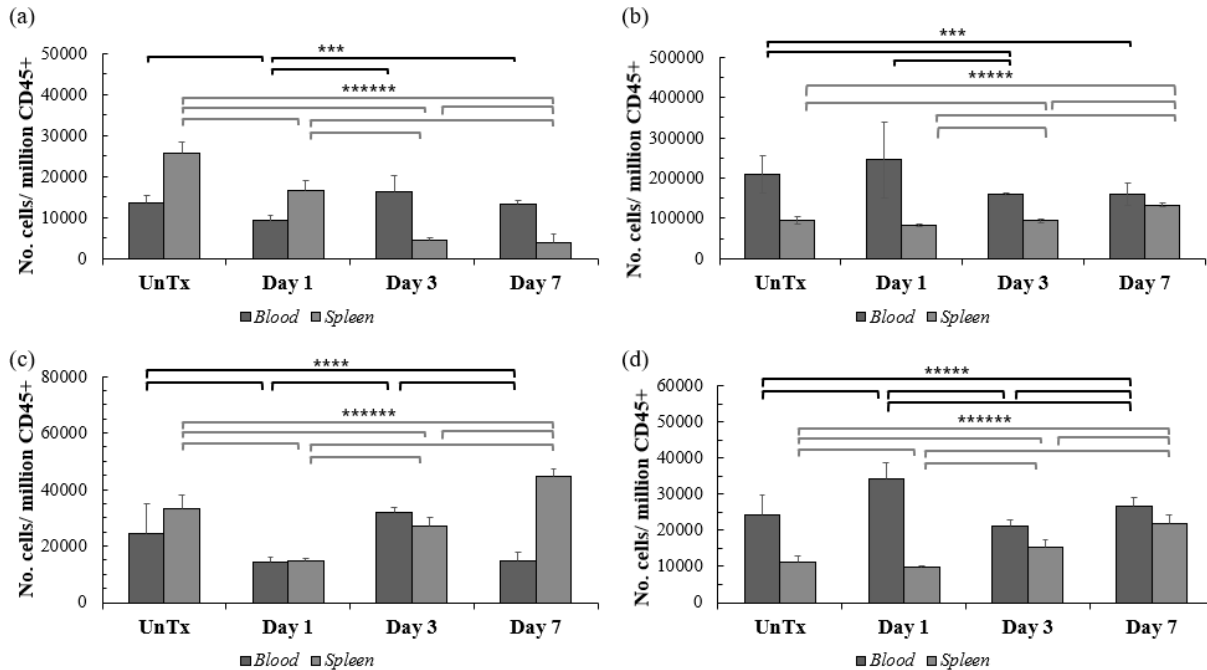 (a)
No. cells/ million CD45+
50000
40000
30000
20000
10000
0
***
******
UnTx
Day 1
Day 3
Day 7
Blood
Spleen
(b)
No. cells/ million CD45+
500000
400000
300000
200000
100000
0
***
*****
UnTx
Day 1
Day 3
Day 7
Blood
Spleen
(c)
No. cells/ million CD45+
80000
60000
40000
20000
0
****
******
UnTx
Day 1
Day 3
Day 7
Blood
Spleen
(d)
No. cells/ million CD45+
60000
50000
40000
30000
20000
10000
0
*****
******
UnTx
Day 1
Day 3
Day 7
Blood
Spleen